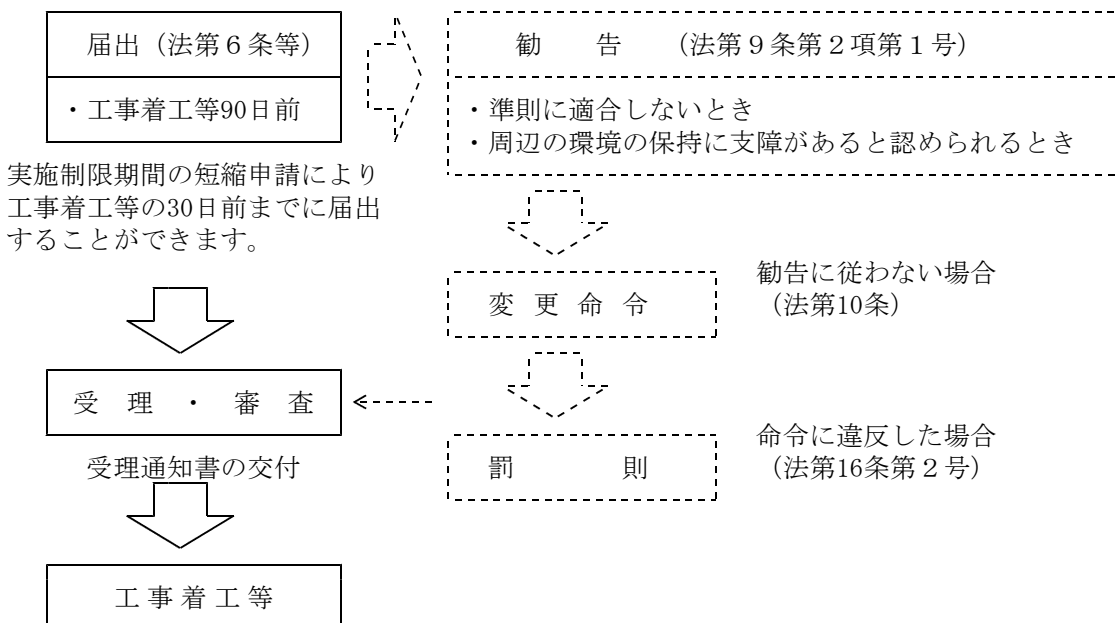 届出（法第６条等）
・工事着工等90日前
実施制限期間の短縮申請により
工事着工等の30日前までに届出
することができます。
勧　　告　　（法第９条第２項第１号）
・準則に適合しないとき
・周辺の環境の保持に支障があると認められるとき
変 更 命 令
勧告に従わない場合
（法第10条）
受　理　・　審　査
受理通知書の交付
罰　　　　則
命令に違反した場合
（法第16条第２号）
工 事 着 工 等